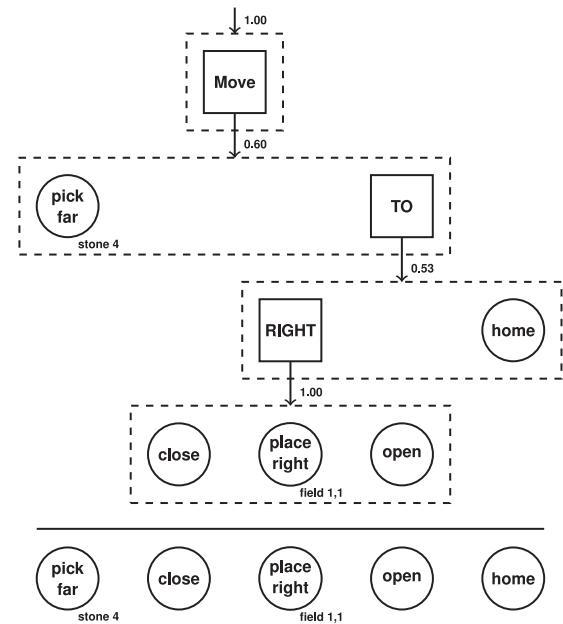 1.00
Move
0.60
pick
far
stone 4
TO
0.53
RIGHT
home
1.00
close
place
right
field 1,1
open
pick
far
stone 4
close
place
right
field 1,1
open
home